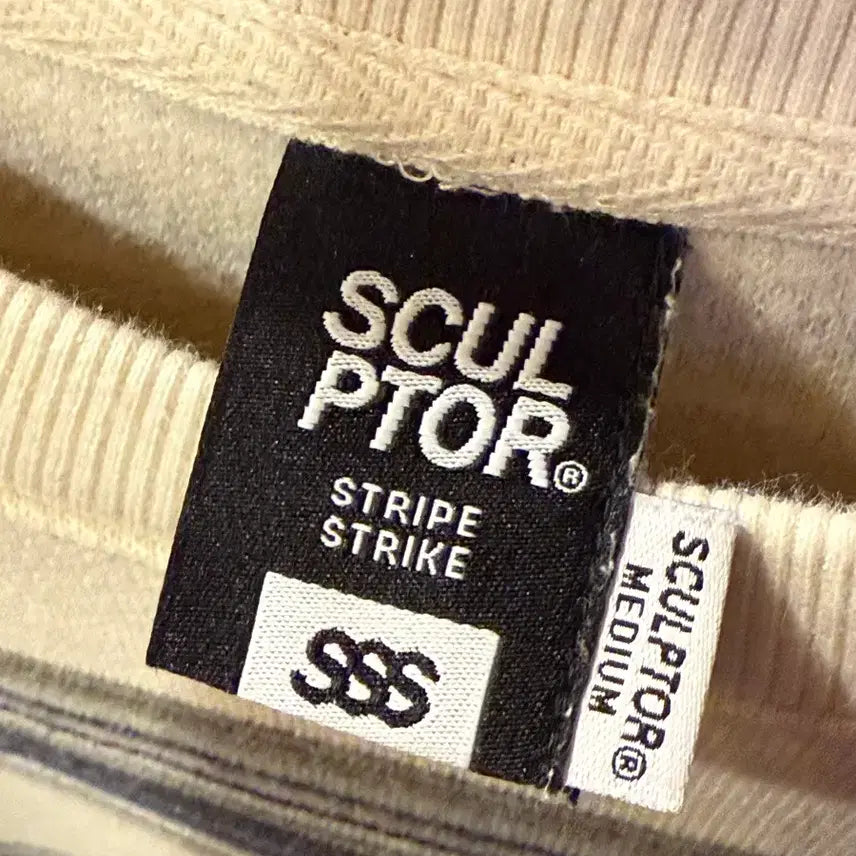 SCUL
PTOR®
STRIPE
STRIKE
SSS
SCULPTOR®
MEDIUM